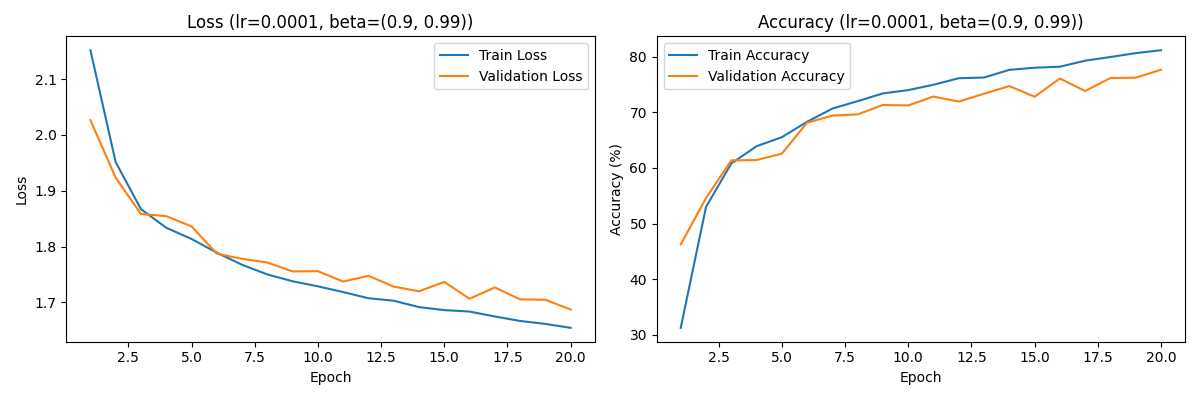 Loss (lr=0.0001, beta=(0.9, 0.99))
Train Loss
Validation Loss
Loss
2.1
2.0
1.9
1.8
1.7
2.5 5.0 7.5 10.0 12.5 15.0 17.5 20.0
Epoch
Accuracy (lr=0.0001, beta=(0.9, 0.99))
Train Accuracy
Validation Accuracy
Accuracy (%)
80
70
60
50
40
30
2.5 5.0 7.5 10.0 12.5 15.0 17.5 20.0
Epoch